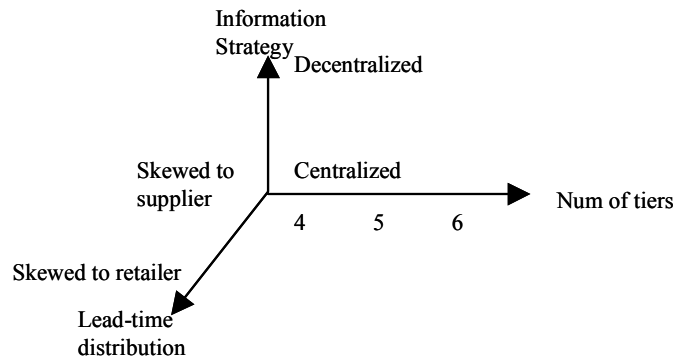 Information
Strategy
Decentralized
Skewed to
supplier
Centralized
Num of tiers
4 5 6
Skewed to retailer
Lead-time
distribution